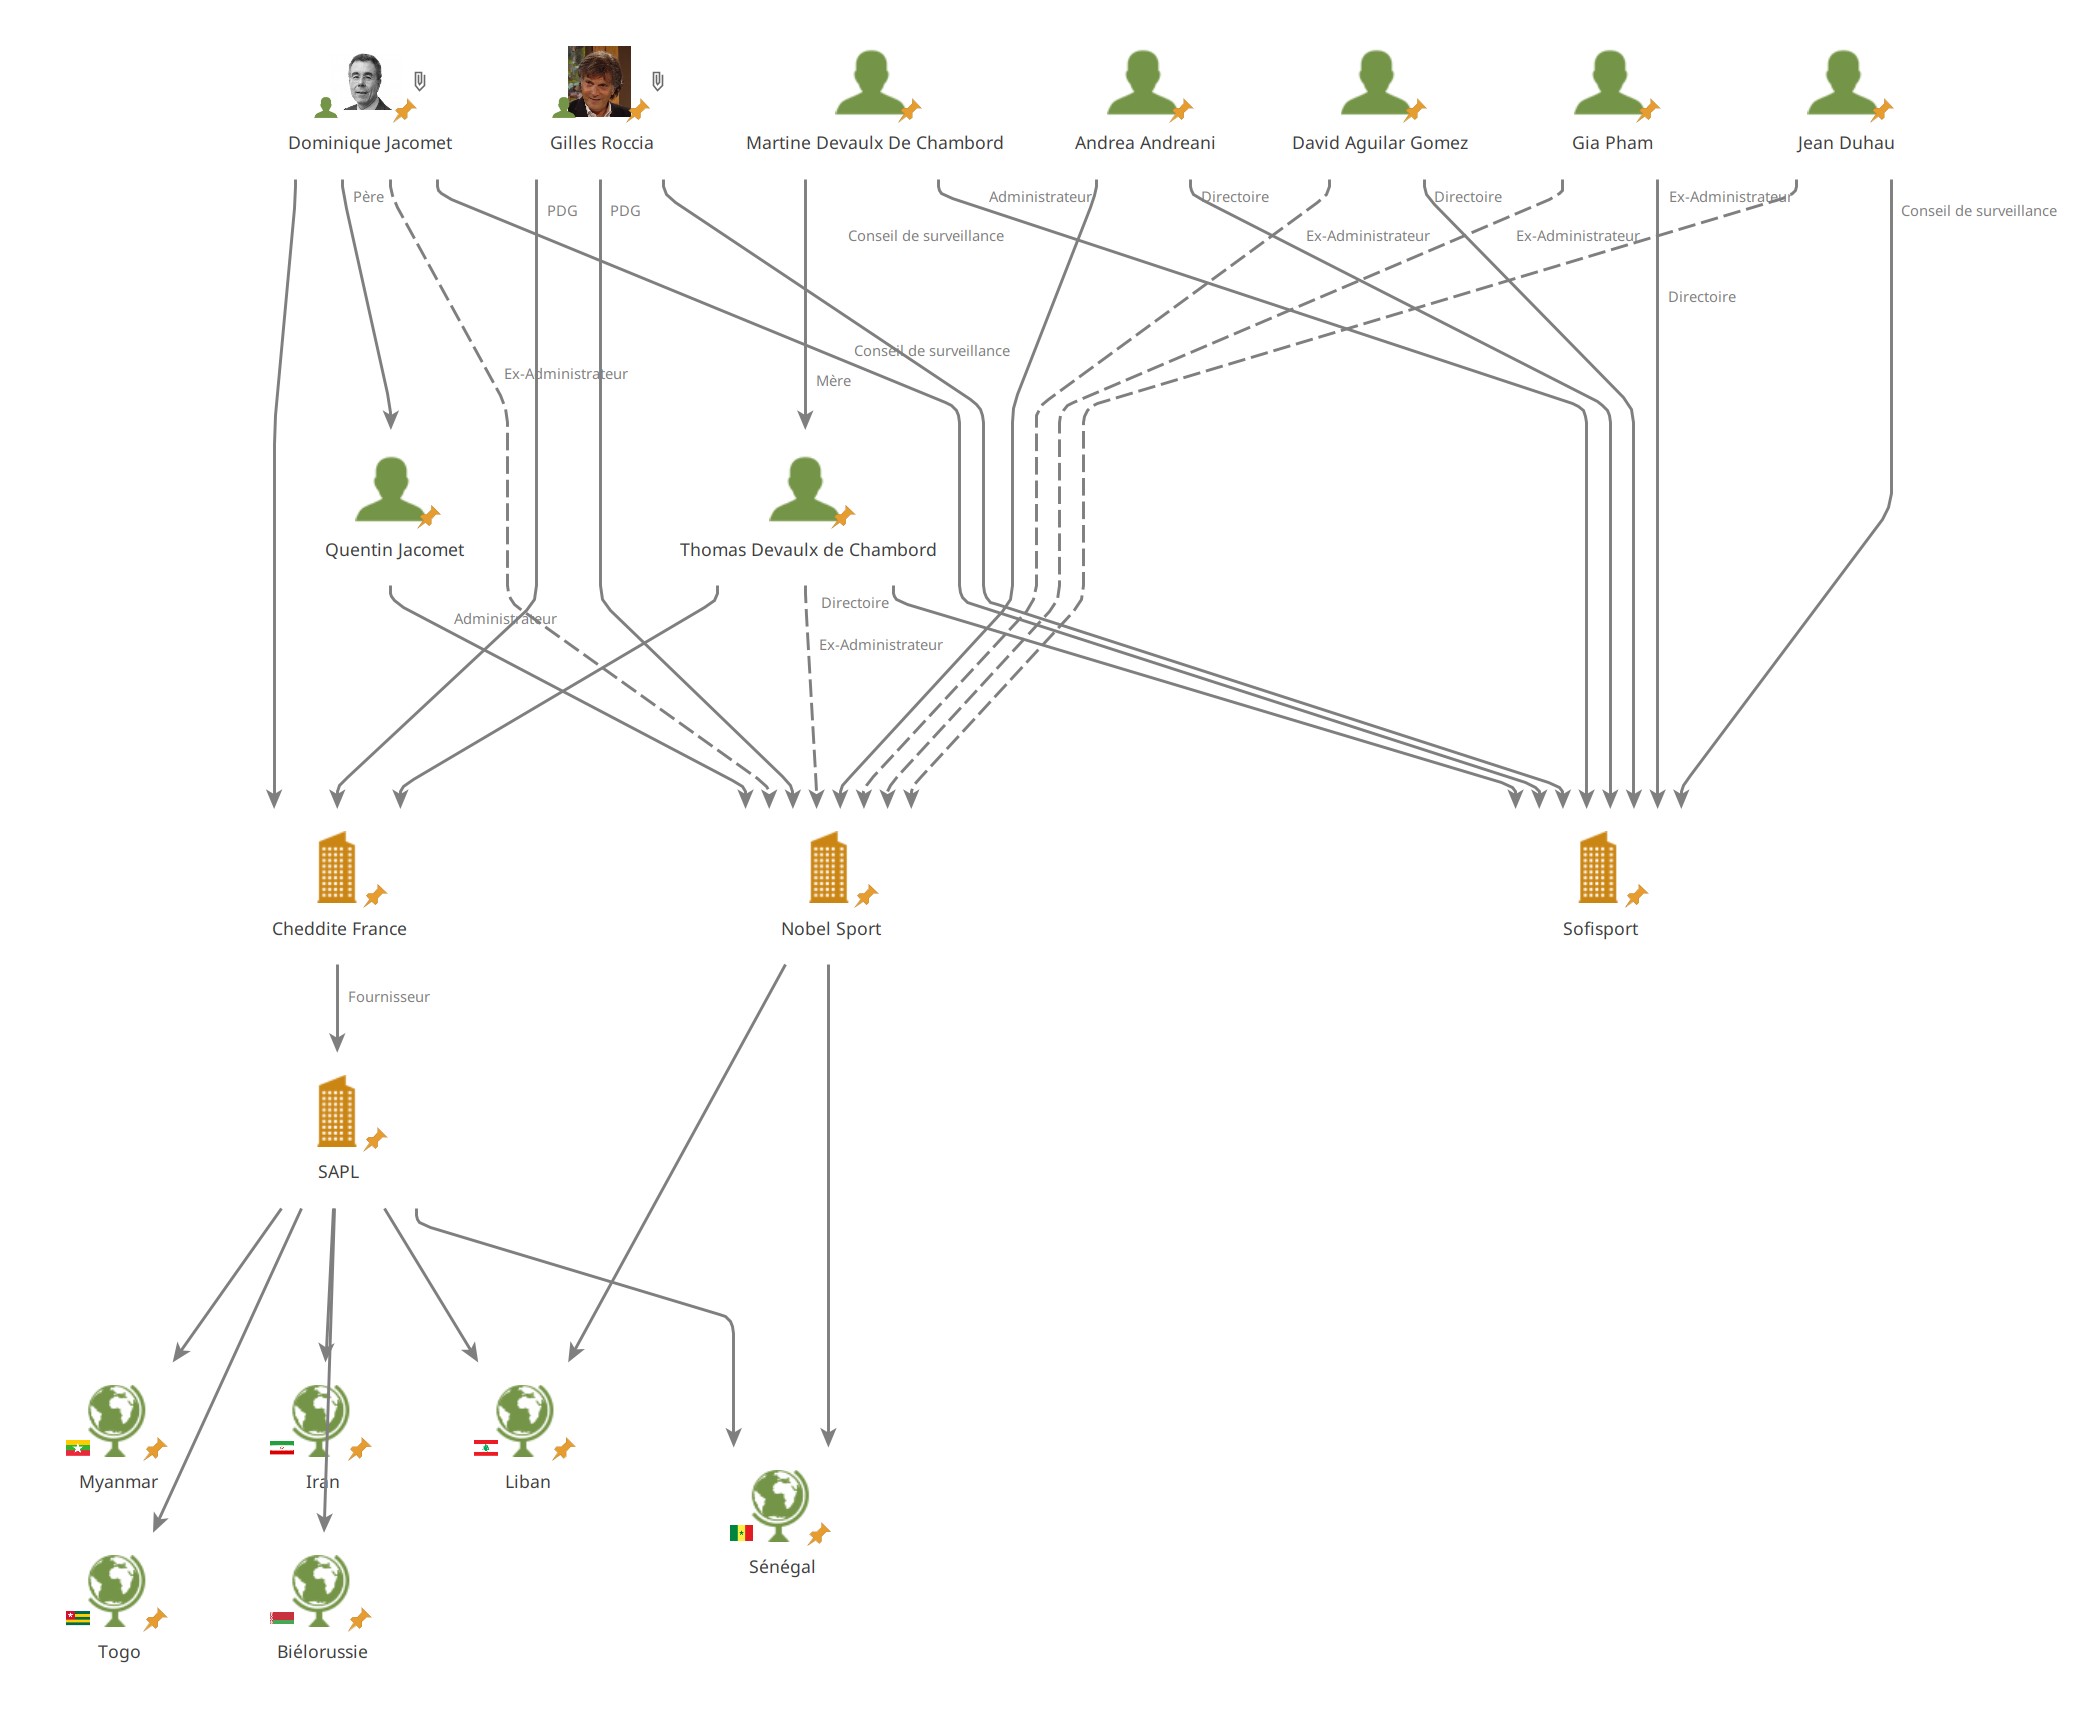 Dominique Jacomet
Gilles Roccia
Martine Devaulx De Chambord
Andrea Andreani
David Aguilar Gomez
Gia Pham
Jean Duhau
Père
PDG
PDG
Administrateur
Directoire
Directoire
Ex-Administrateur
Conseil de surveillance
Conseil de surveillance
Ex-Administrateur
Ex-Administrateur
Directoire
Conseil de surveillance
Ex-Administrateur
Mère
Quentin Jacomet
Thomas Devaulx de Chambord
Administrateur
Directoire
Ex-Administrateur
Cheddite France
Nobel Sport
Sofisport
Fournisseur
SAPL
Myanmar
Iran
Liban
Sénégal
Togo
Biélorussie